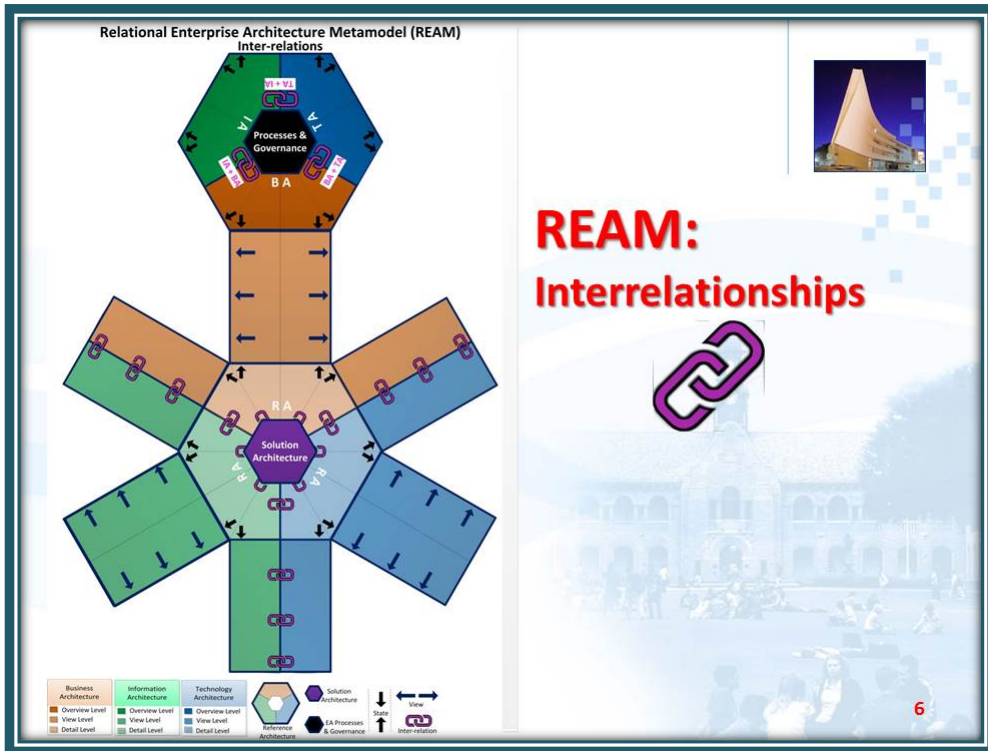 Relational Enterprise Architecture Metamodel (REAM)
Inter-relations
TA + IA
IA
TA
Processes &
Governance
IA + BA
BA + TA
B A
REAM:
Interrelationships
R A
Solution
Architecture
R A
R A
Business
Architecture
Overview Level
View Level
Detail Level
Information
Architecture
Overview Level
View Level
Detail Level
Technology
Architecture
Overview Level
View Level
Detail Level
Reference
Architecture
Solution
Architecture
EA Processes
& Governance
State
View
Inter-relation
6